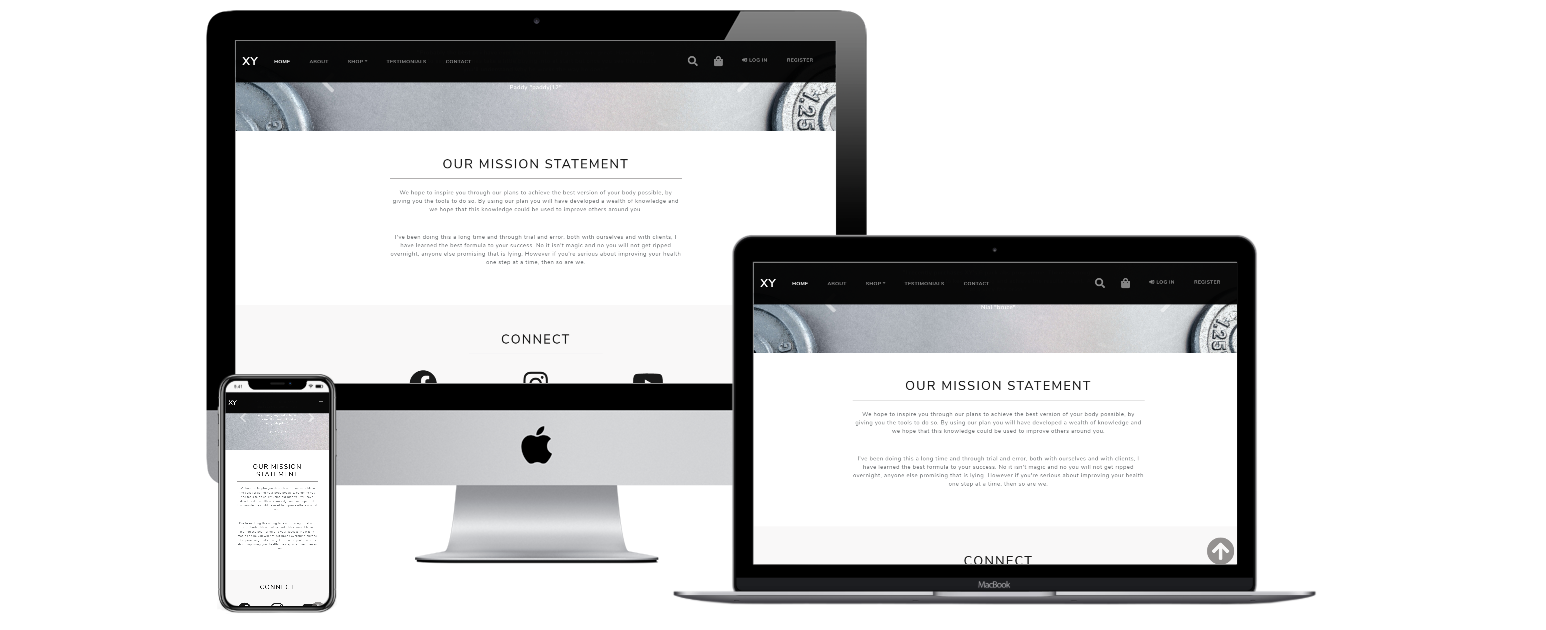 XY HOME ABOUT SHOP TESTIMONIALS CONTACT LOG IN REGISTER
Paddy "paddyj17"
1.25
OUR MISSION STATEMENT
We hope to inspire you through our plans to achieve the best version of your body possible, by
giving you the tools to do so. By using our plan you will have developed a wealth of knowledge and
we hope that this knowledge could be used to improve others around you.
I've been doing this a long time and through trial and error, both with ourselves and with clients, I
have learned the best formula to your success. No it isn't magic and no you will not get ripped
overnight, anyone else promising that is lying. However if you're serious about improving your health
one step at a time, then so are we.
CONNECT
XY HOME ABOUT SHOP TESTIMONIALS CONTACT LOG IN REGISTER
1.25
OUR MISSION STATEMENT
We hope to inspire you through our plans to achieve the best version of your body possible, by
giving you the tools to do so. By using our plan you will have developed a wealth of knowledge and
we hope that this knowledge could be used to improve others around you.
I've been doing this a long time and through trial and error, both with ourselves and with clients, I
have learned the best formula to your success. No it isn't magic and no you will not get ripped
overnight, anyone else promising that is lying. However if you're serious about improving your health
one step at a time, then so are we.
CONNECT
MacBook
9:41
XY
OUR MISSION
STATEMENT
CONNECT